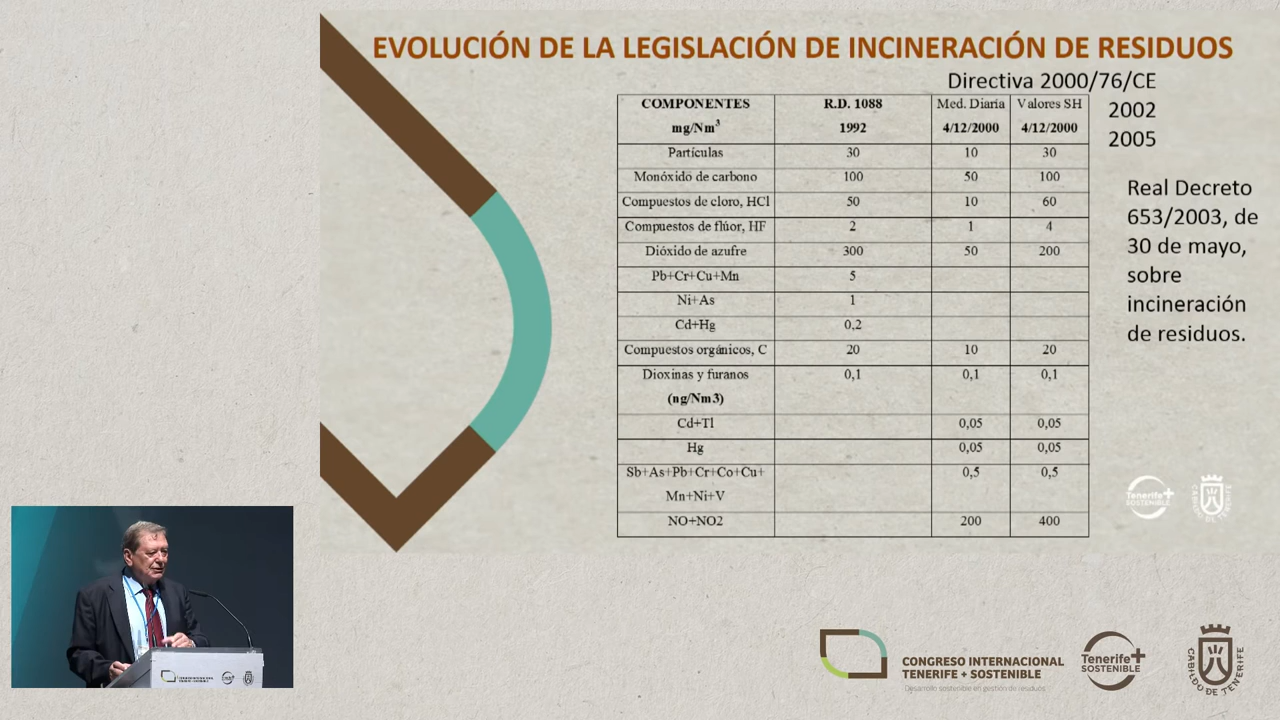 EVOLUCIÓN DE LA LEGISLACIÓN DE INCINERACIÓN DE RESIDUOS
Directiva 2000/76/CE
2002
2005
COMPONENTES R.D. 1088 Med. Diaria Valores SH
mg/Nm3 1992 4/12/2000 4/12/2000
Partículas 30 10 30
Monóxido de carbono 100 50 100
Compuestos de cloro, HCl 50 10 60
Compuestos de flúor, HF 2 1 4
Dióxido de azufre 300 50 200
Pb+Cr+Cu+Mn 5
Ni+As 1
Cd+Hg 0,2
Compuestos orgánicos, C 20 10 20
Dioxinas y furanos 0,1 0,1 0,1
(ng/Nm3)
Cd+Tl 0,05 0,05
Hg 0,05 0,05
Sb+As+Pb+Cr+Co+Cu+ 0,5 0,5
Mn+Ni+V
NO+NO2 200 400
Real Decreto
653/2003, de
30 de mayo,
sobre
incineración
de residuos.
Tenerife+
SOSTENIBLE
CABILDO DE TENERIFE
CONGRESO INTERNACIONAL
TENERIFE + SOSTENIBLE
Desarrollo sostenible en gestión de residuos
Tenerife+
SOSTENIBLE
CABILDO DE TENERIFE